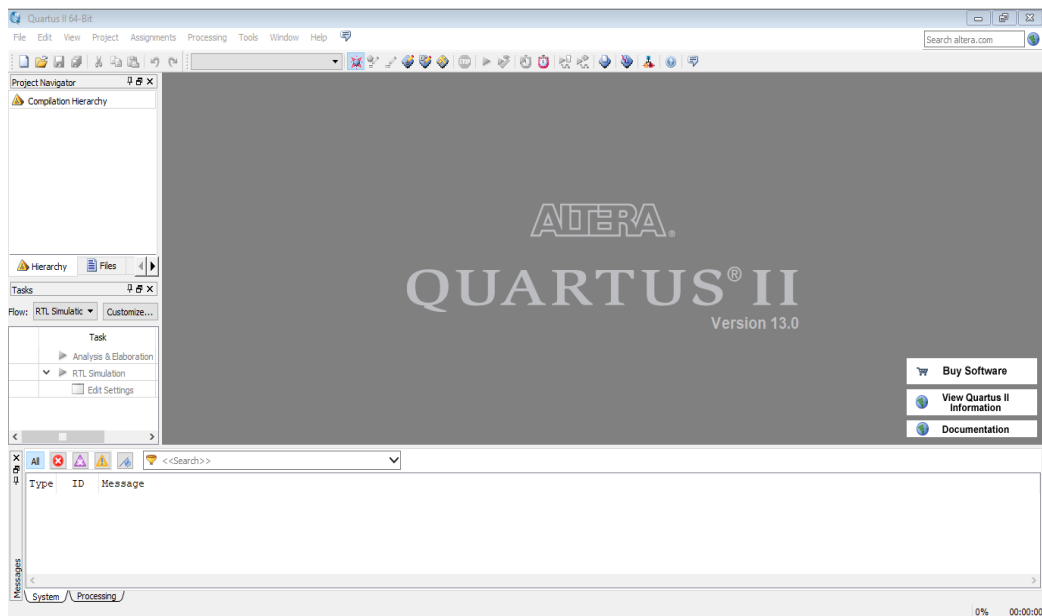 Quartus II 64-Bit
File Edit View Project Assignments Processing Tools Window Help
Search altera.com
Project Navigator
Compilation Hierarchy
Hierarchy Files
Tasks
Flow: RTL Simulatic Customize...
Task
Analysis & Elaboration
RTL Simulation
Edit Settings
ALTERA®
QUARTUS® II
Version 13.0
Buy Software
View Quartus II
Information
Documentation
All <<Search>>
Type ID Message
Messages
System Processing
0% 00:00:00